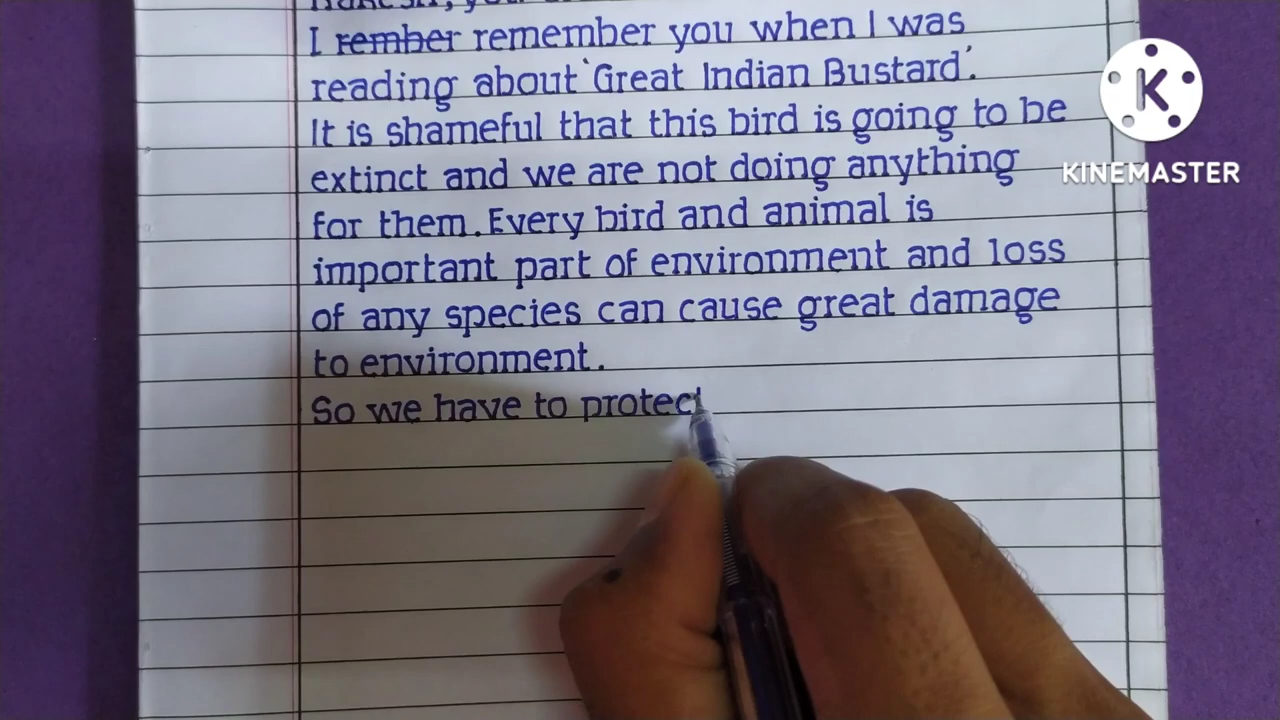 I rember remember you when I was
reading about 'Great Indian Bustard'.
It is shameful that this bird is going to be
extinct and we are not doing anything
for them. Every bird and animal is
important part of environment and loss
of any species can cause great damage
to environment.
So we have to protect
K
KINEMASTER